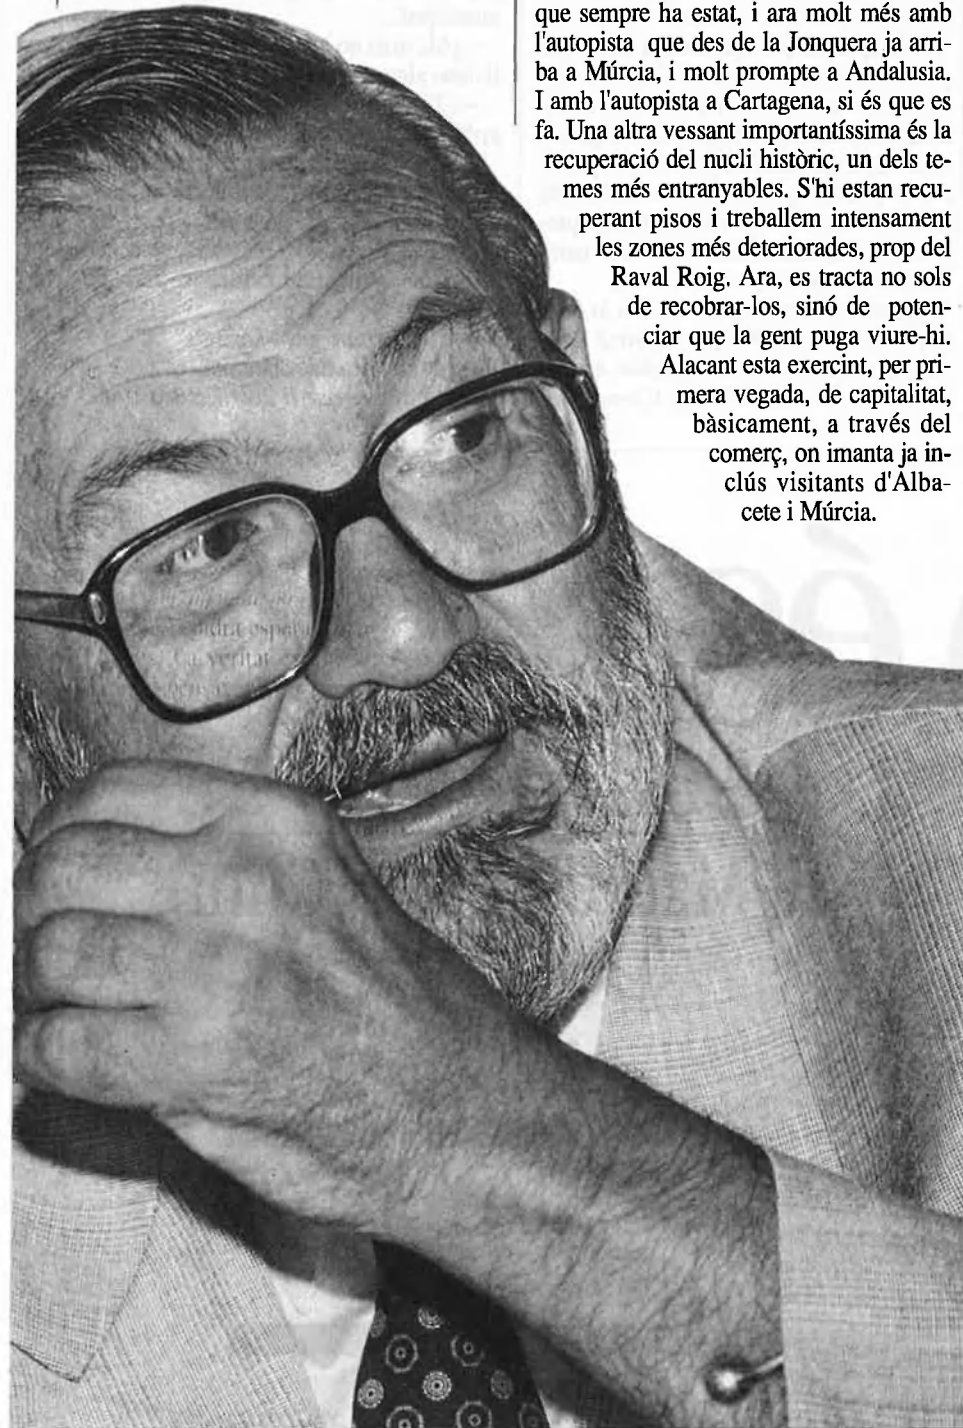 que sempre ha estat, i ara molt més amb
l'autopista que des de la Jonquera ja arri-
ba a Múrcia, i molt prompte a Andalusia.
I amb l'autopista a Cartagena, si és que es
fa. Una altra vessant importantíssima és la
recuperació del nucli històric, un dels te-
mes més entranyables. S'hi estan recu-
perant pisos i treballem intensament
les zones més deteriorades, prop del
Raval Roig. Ara, es tracta no sols
de recobrar-los, sinó de poten-
ciar que la gent puga viure-hi.
Alacant esta exercint, per pri-
mera vegada, de capitalitat,
bàsicament, a través del
comerç, on imanta ja in-
clús visitants d'Alba-
cete i Múrcia.